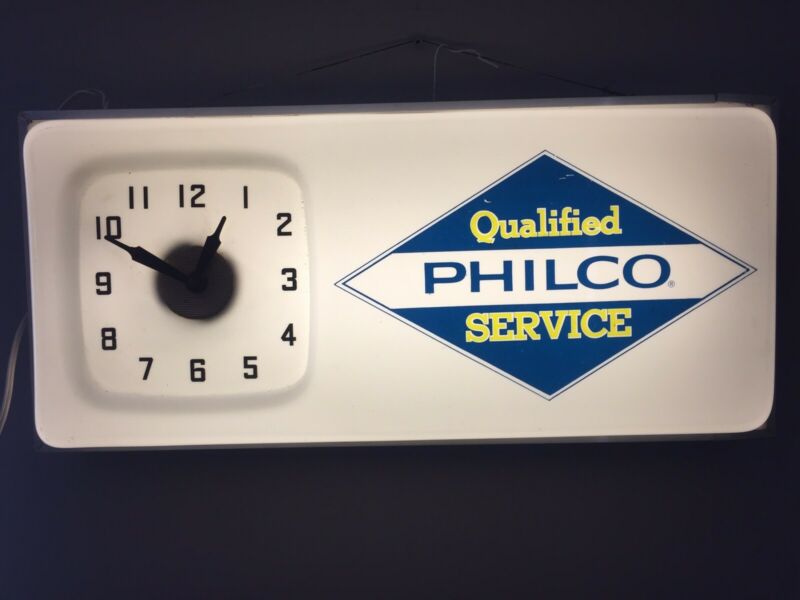 11 12 1
10 2
9 3
8 4
7 6 5
Qualified
PHILCO®
SERVICE